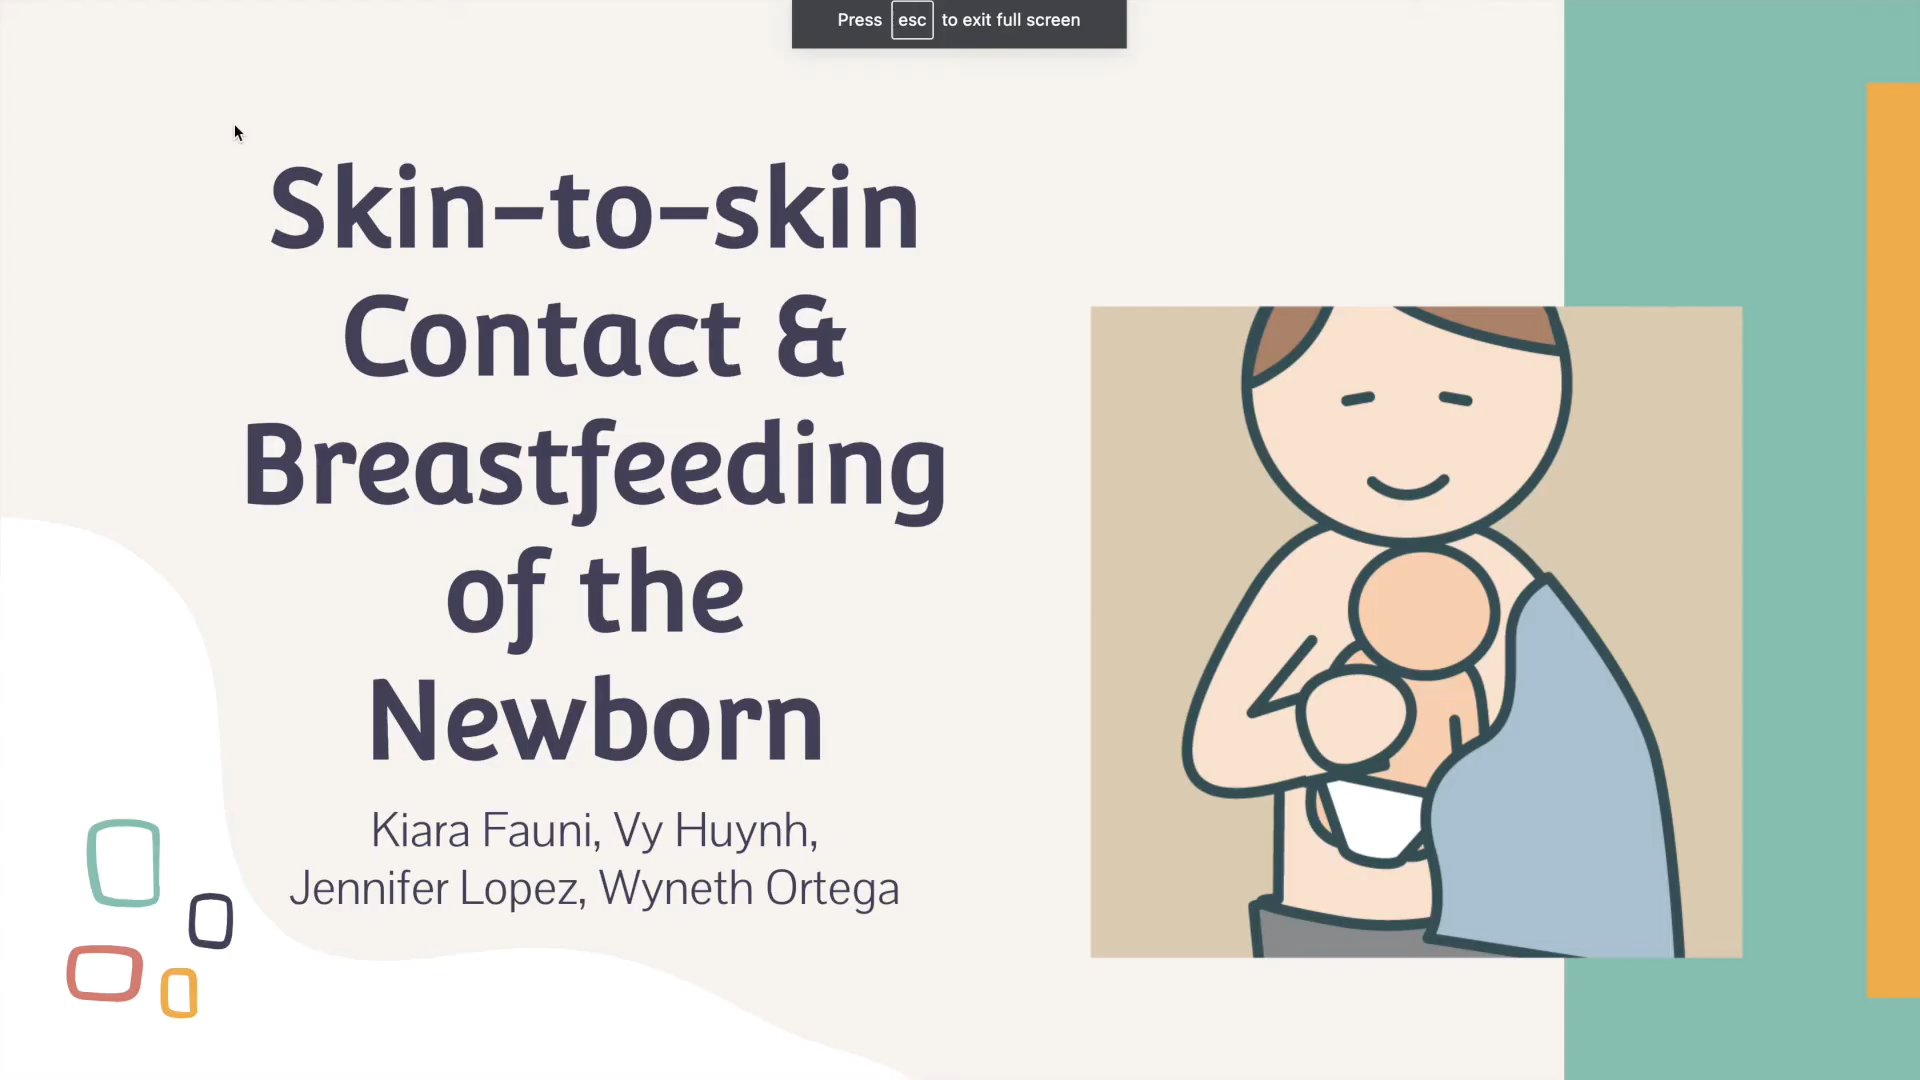 Press esc to exit full screen
Skin-to-skin
Contact &
Breastfeeding
of the
Newborn
Kiara Fauni, Vy Huynh,
Jennifer Lopez, Wyneth Ortega